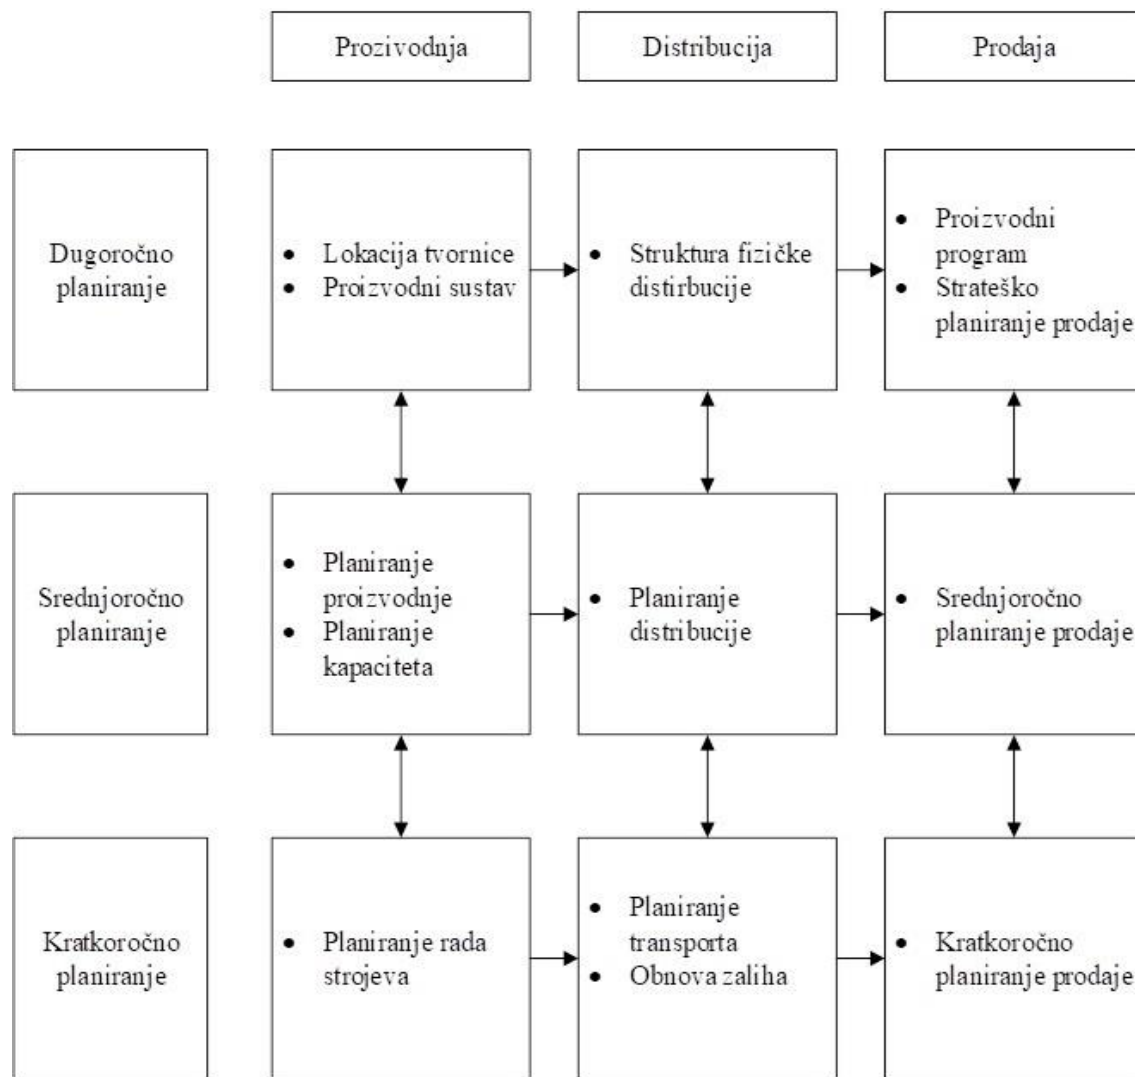 Prozivodnja
Distribucija
Prodaja
Dugoročno
planiranje
• Lokacija tvornice
• Proizvodni sustav
• Struktura fizičke
distirbucije
• Proizvodni
program
• Strateško
planiranje prodaje
Srednjoročno
planiranje
• Planiranje
proizvodnje
• Planiranje
kapaciteta
• Planiranje
distribucije
• Srednjoročno
planiranje prodaje
Kratkoročno
planiranje
• Planiranje rada
strojeva
• Planiranje
transporta
• Obnova zaliha
• Kratkoročno
planiranje prodaje